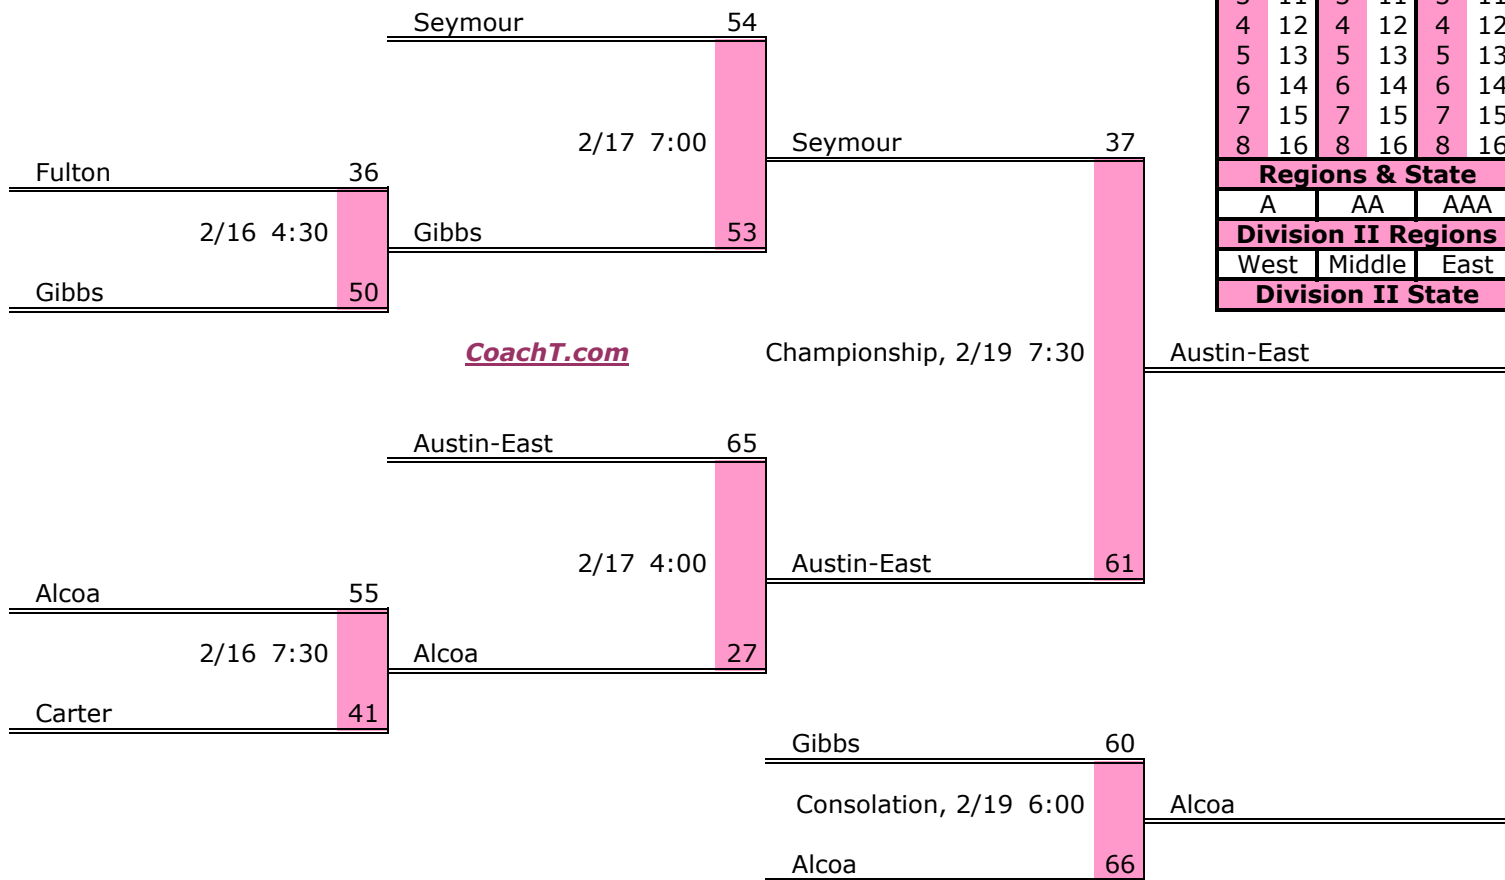 Seymour 54
4 12 4 12 4 12
5 13 5 13 5 13
6 14 6 14 6 14
7 15 7 15 7 15
2/17 7:00 Seymour 37
8 16 8 16 8 16
Fulton 36
Regions & State
A AA AAA
2/16 4:30 Gibbs 53
Division II Regions
West Middle East
Gibbs 50
Division II State
CoachT.com
Championship, 2/19 7:30 Austin-East
Austin-East 65
2/17 4:00 Austin-East 61
Alcoa 55
2/16 7:30 Alcoa 27
Carter 41
Gibbs 60
Consolation, 2/19 6:00 Alcoa
Alcoa 66